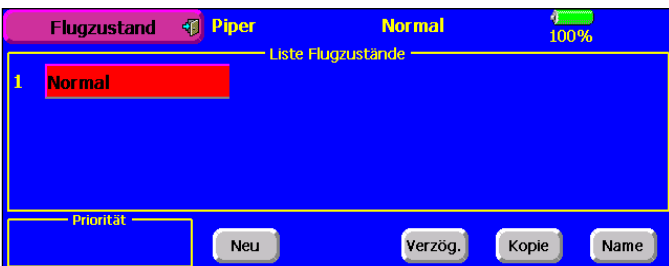 Flugzustand Piper Normal 100%
Liste Flugzustände
1 Normal
Priorität
Neu Verzög. Kopie Name